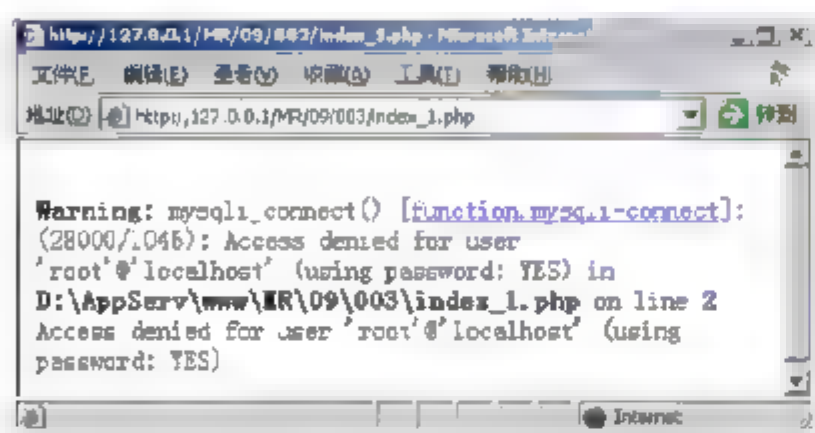 http://127.0.0.1/MR/09/003/index_1.php - Microsoft Internet
文件(F) 编辑(E) 查看(V) 收藏(A) 工具(T) 帮助(H)
地址(D) http://127.0.0.1/MR/09/003/index_1.php 转到
Warning: mysqli_connect() [function.mysqli-connect]:
(28000/1045): Access denied for user
'root'@'localhost' (using password: YES) in
D:\AppServ\www\MR\09\003\index_1.php on line 2
Access denied for user 'root'@'localhost' (using
password: YES)
Internet